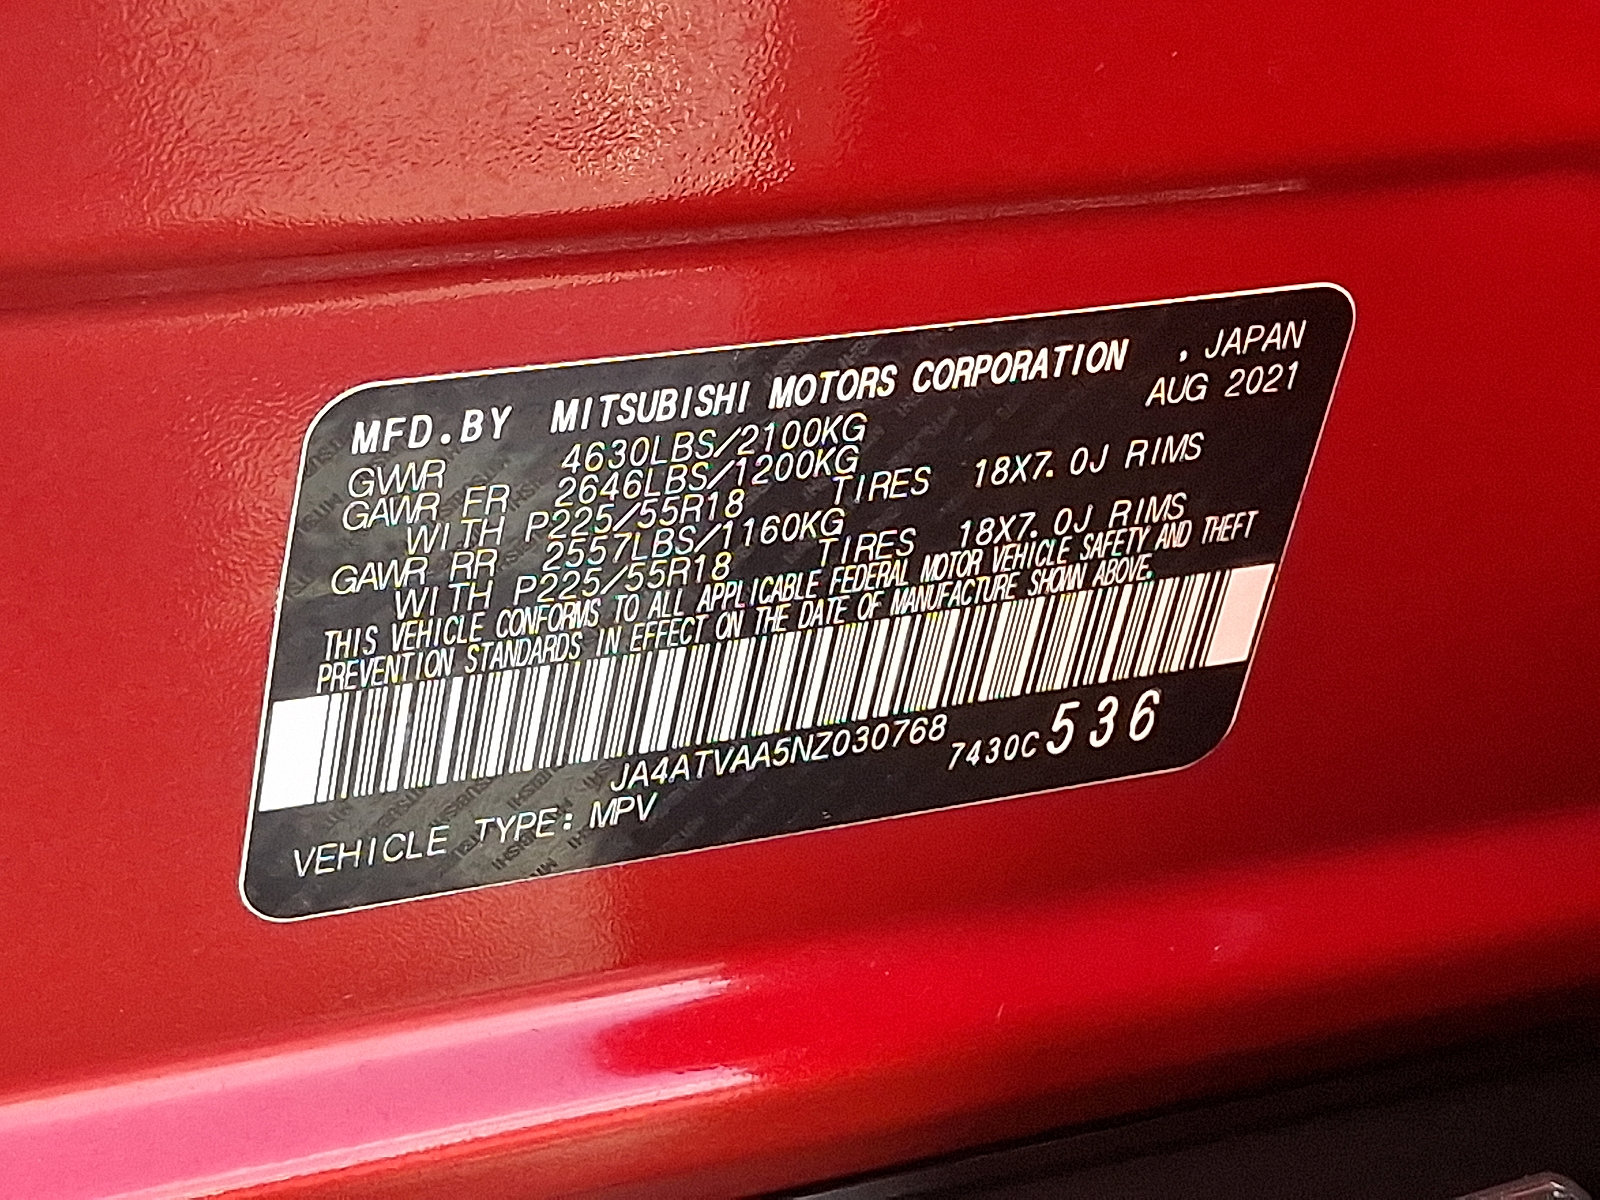 MFD.BY MITSUBISHI MOTORS CORPORATION . JAPAN
GVWR 4630LBS/2100KG AUG 2021
GAWR FR 2646LBS/1200KG
WITH P225/55R18 TIRES 18X7.0J RIMS
GAWR RR 2557LBS/1160KG
WITH P225/55R18 TIRES 18X7.0J RIMS
THIS VEHICLE CONFORMS TO ALL APPLICABLE FEDERAL MOTOR VEHICLE SAFETY AND THEFT
PREVENTION STANDARDS IN EFFECT ON THE DATE OF MANUFACTURE SHOWN ABOVE.
JA4ATVAA5NZ030768 7430C 536
VEHICLE TYPE: MPV